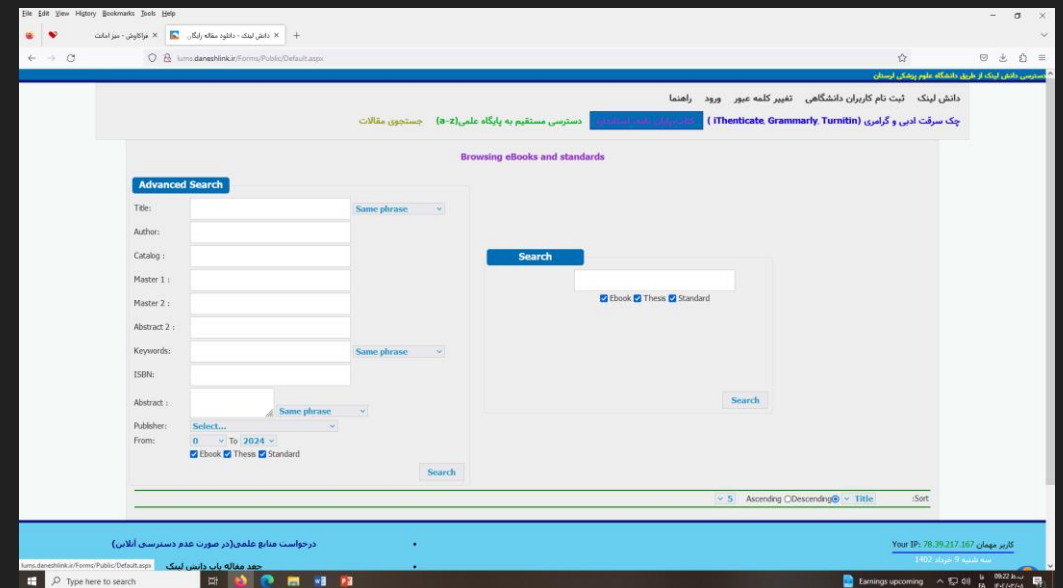 File Edit View History Bookmarks Tools Help
دانش لینک - دانلود مقاله رایگان
فراکاوش - میز امانت
lums.daneshlink.ir/Forms/Public/Default.aspx
دسترسی دانش لینک از طریق دانشگاه علوم پزشکی لرستان
دانش لینک ثبت نام کاربران دانشگاهی تغییر کلمه عبور ورود راهنما
چک سرقت ادبی و گرامری (iThenticate, Grammarly, Turnitin ) کتاب،پایان نامه، استاندارد دسترسی مستقیم به پایگاه علمی(a-z) جستجوی مقالات
Browsing eBooks and standards
Advanced Search
Title: Same phrase
Author:
Catalog :
Master 1 :
Master 2 :
Abstract 2 :
Keywords: Same phrase
ISBN:
Abstract : Same phrase
Publisher: Select...
From: 0 To 2024
Ebook Thesis Standard
Search
Search
Ebook Thesis Standard
Search
5 Ascending Descending Title :Sort
درخواست منابع علمی(در صورت عدم دسترسی آنلاین)
جعبه مقاله یاب دانش لینک
Your IP: 78.39.217.167 کاربر مهمان
سه شنبه 9 خرداد 1402
lums.daneshlink.ir/Forms/Public/Default.aspx
Type here to search
Earnings upcoming
FA